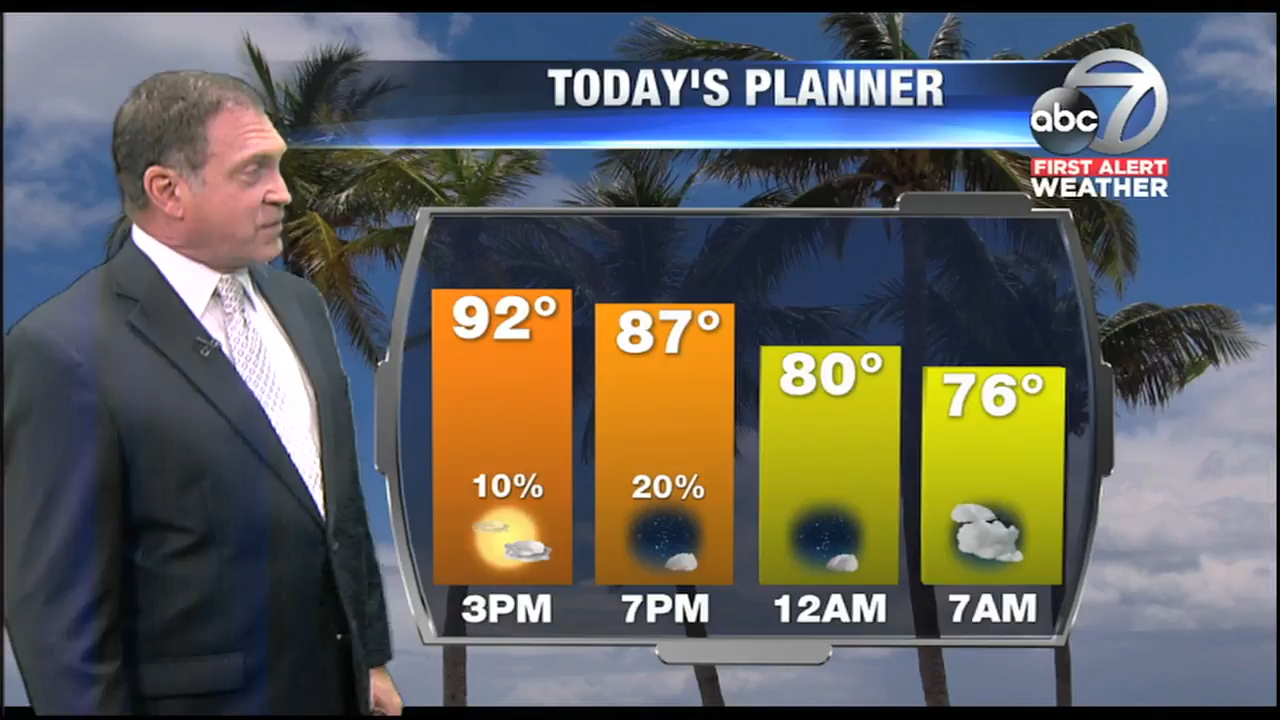 TODAY'S PLANNER
abc 7
FIRST ALERT
WEATHER
92° 87° 80° 76°
10% 20%
3PM 7PM 12AM 7AM